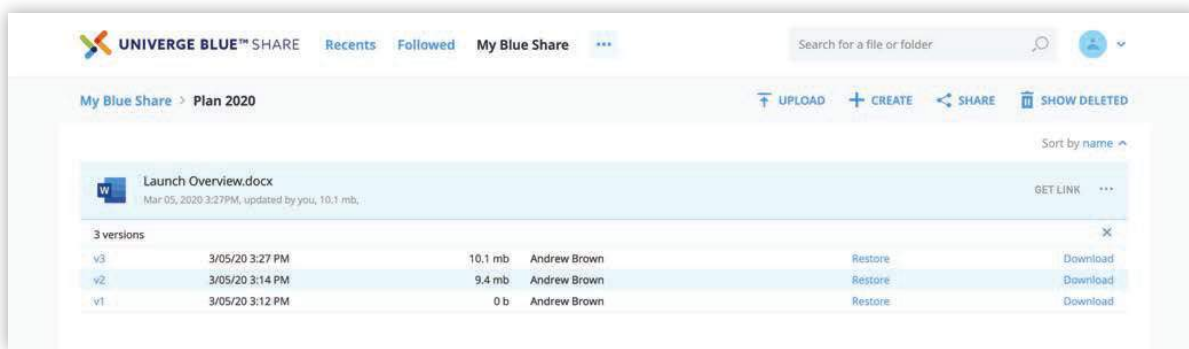 UNIVERGE BLUE™ SHARE Recents Followed My Blue Share ••• Search for a file or folder
My Blue Share > Plan 2020 UPLOAD + CREATE SHARE SHOW DELETED
Sort by name
W Launch Overview.docx GET LINK •••
Mar 05, 2020 3:27PM, updated by you, 10.1 mb,
3 versions ×
v3 3/05/20 3:27 PM 10.1 mb Andrew Brown Restore Download
v2 3/05/20 3:14 PM 9.4 mb Andrew Brown Restore Download
v1 3/05/20 3:12 PM 0 b Andrew Brown Restore Download